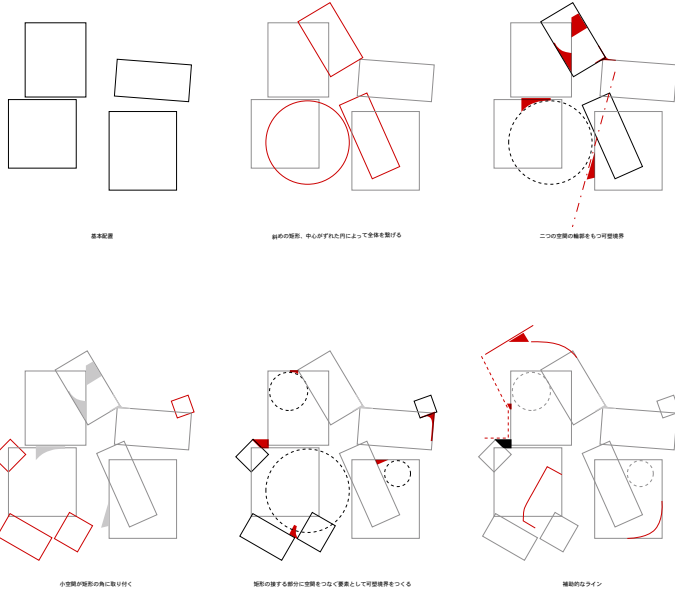 基本配置
斜めの矩形、中心がずれた円によって全体を繋げる
二つの空間の輪郭をもつ可塑境界
小空間が矩形の角に取り付く
矩形の接する部分に空間をつなぐ要素として可塑境界をつくる
補助的なライン